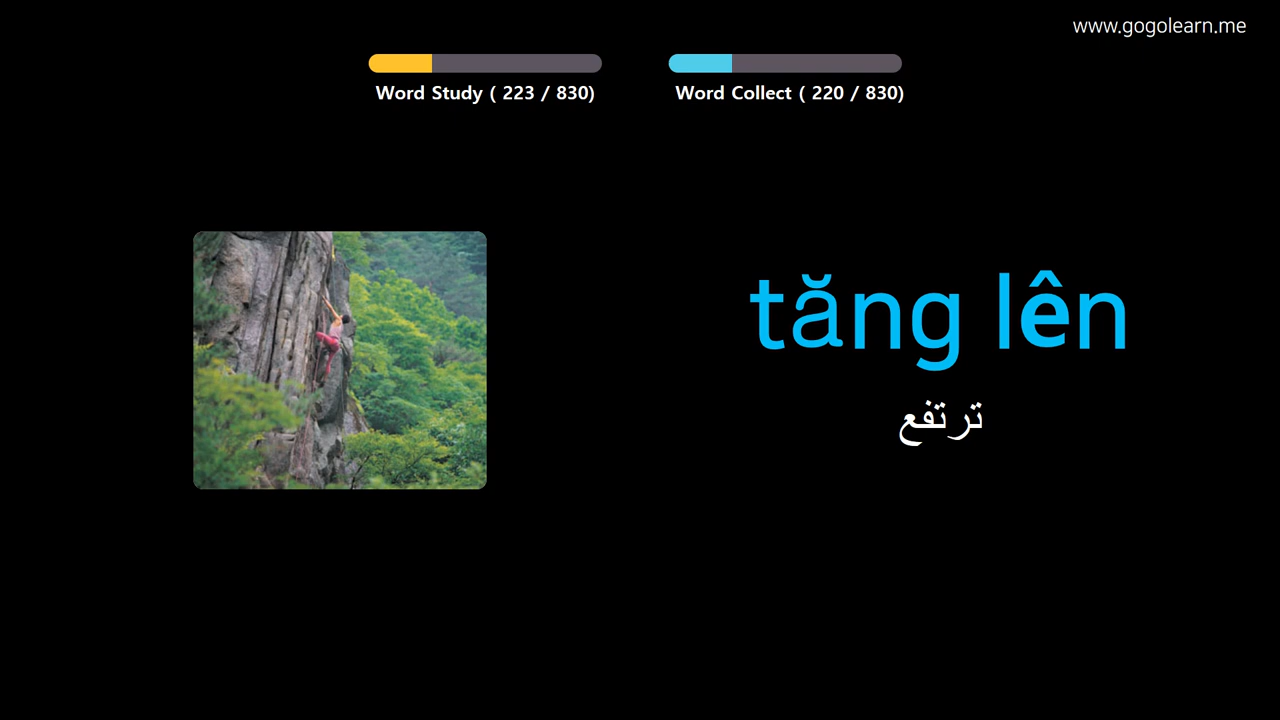 www.gogolearn.me
Word Study ( 223 / 830)
Word Collect ( 220 / 830)
tăng lên
ترتفع